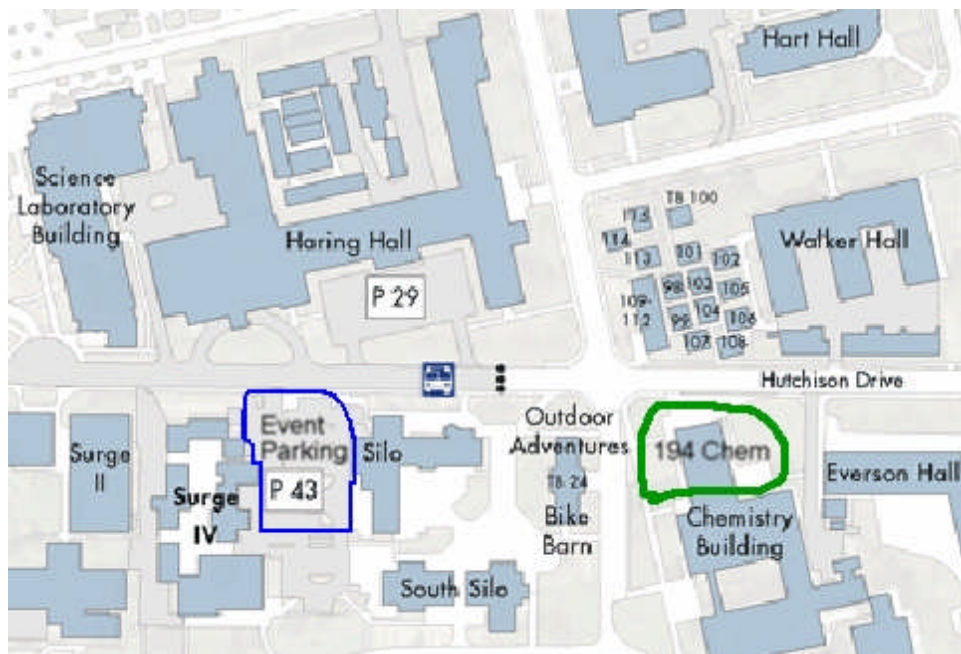 Hart Hall
Science
Laboratory
Building
Haring Hall
P 29
TB 100
115
114
113
101
102
98
103
105
109-
112
99
104
106
107
108
Walker Hall
Hutchison Drive
Event
Parking
P 43
Silo
Surge
II
Surge
IV
South Silo
Outdoor
Adventures
TB 24
Bike
Barn
194 Chem
Chemistry
Building
Everson Hall